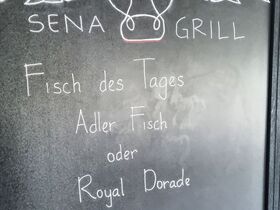 SENA GRILL
Fisch des Tages
Adler Fisch
oder
Royal Dorade